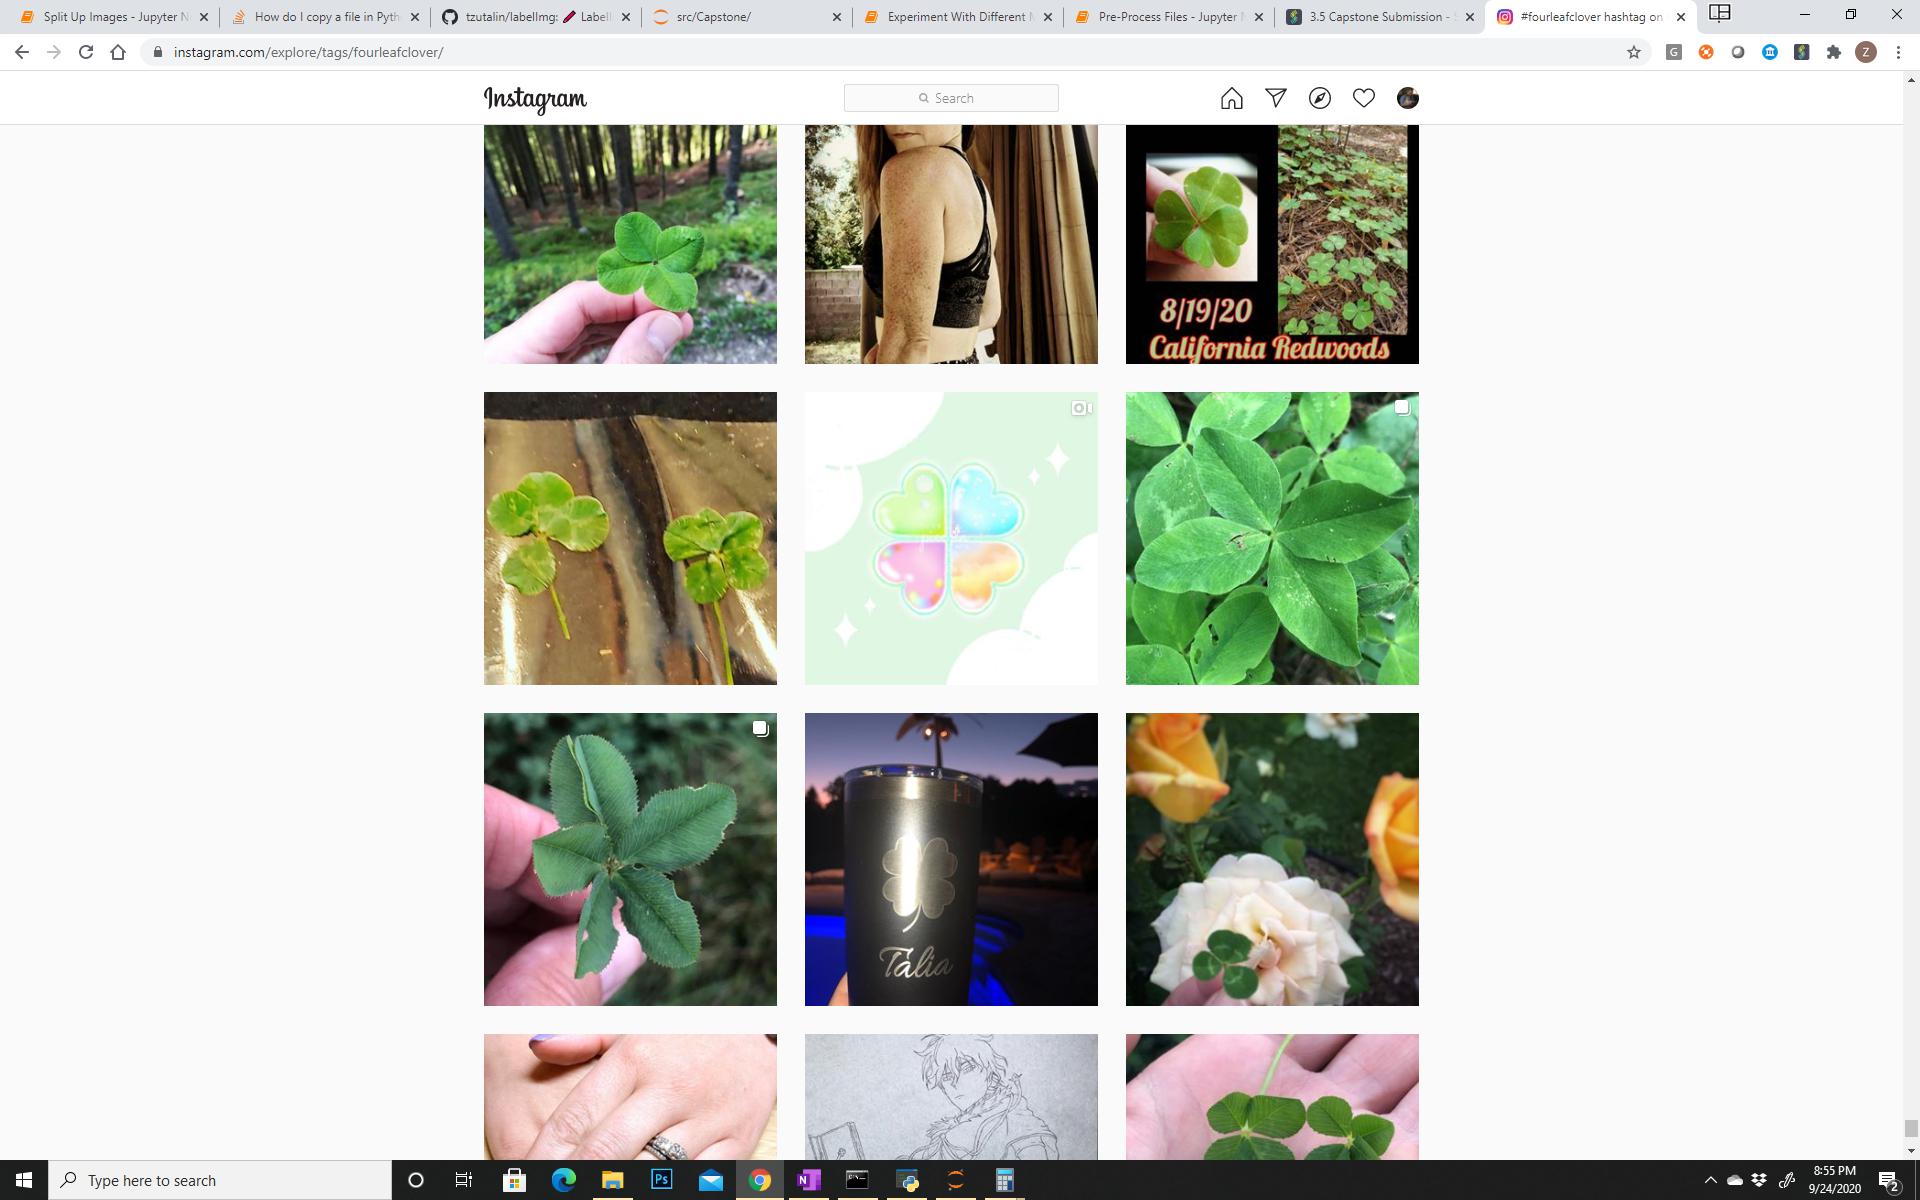 Split Up Images - Jupyter N
How do I copy a file in Pyth
tzutalin/labelImg: Label
src/Capstone/
Experiment With Different M
Pre-Process Files - Jupyter N
3.5 Capstone Submission - S
#fourleafclover hashtag on
instagram.com/explore/tags/fourleafclover/
G
Z
Instagram
Search
8/19/20
California Redwoods
Talia
Type here to search
Ps
N
8:55 PM
9/24/2020
2